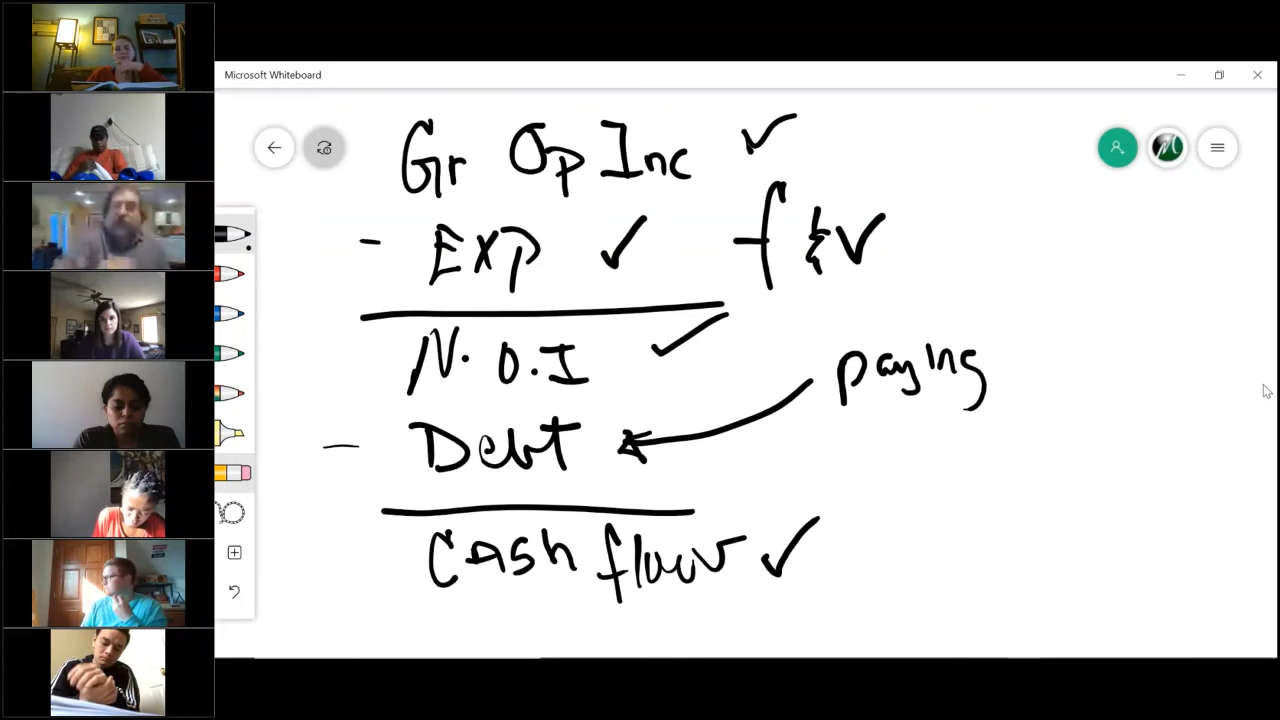 Microsoft Whiteboard
Gr Op Inc ✓
- EXP ✓ - f & v
N. O. I ✓
paying
- Debt
Cash flow ✓